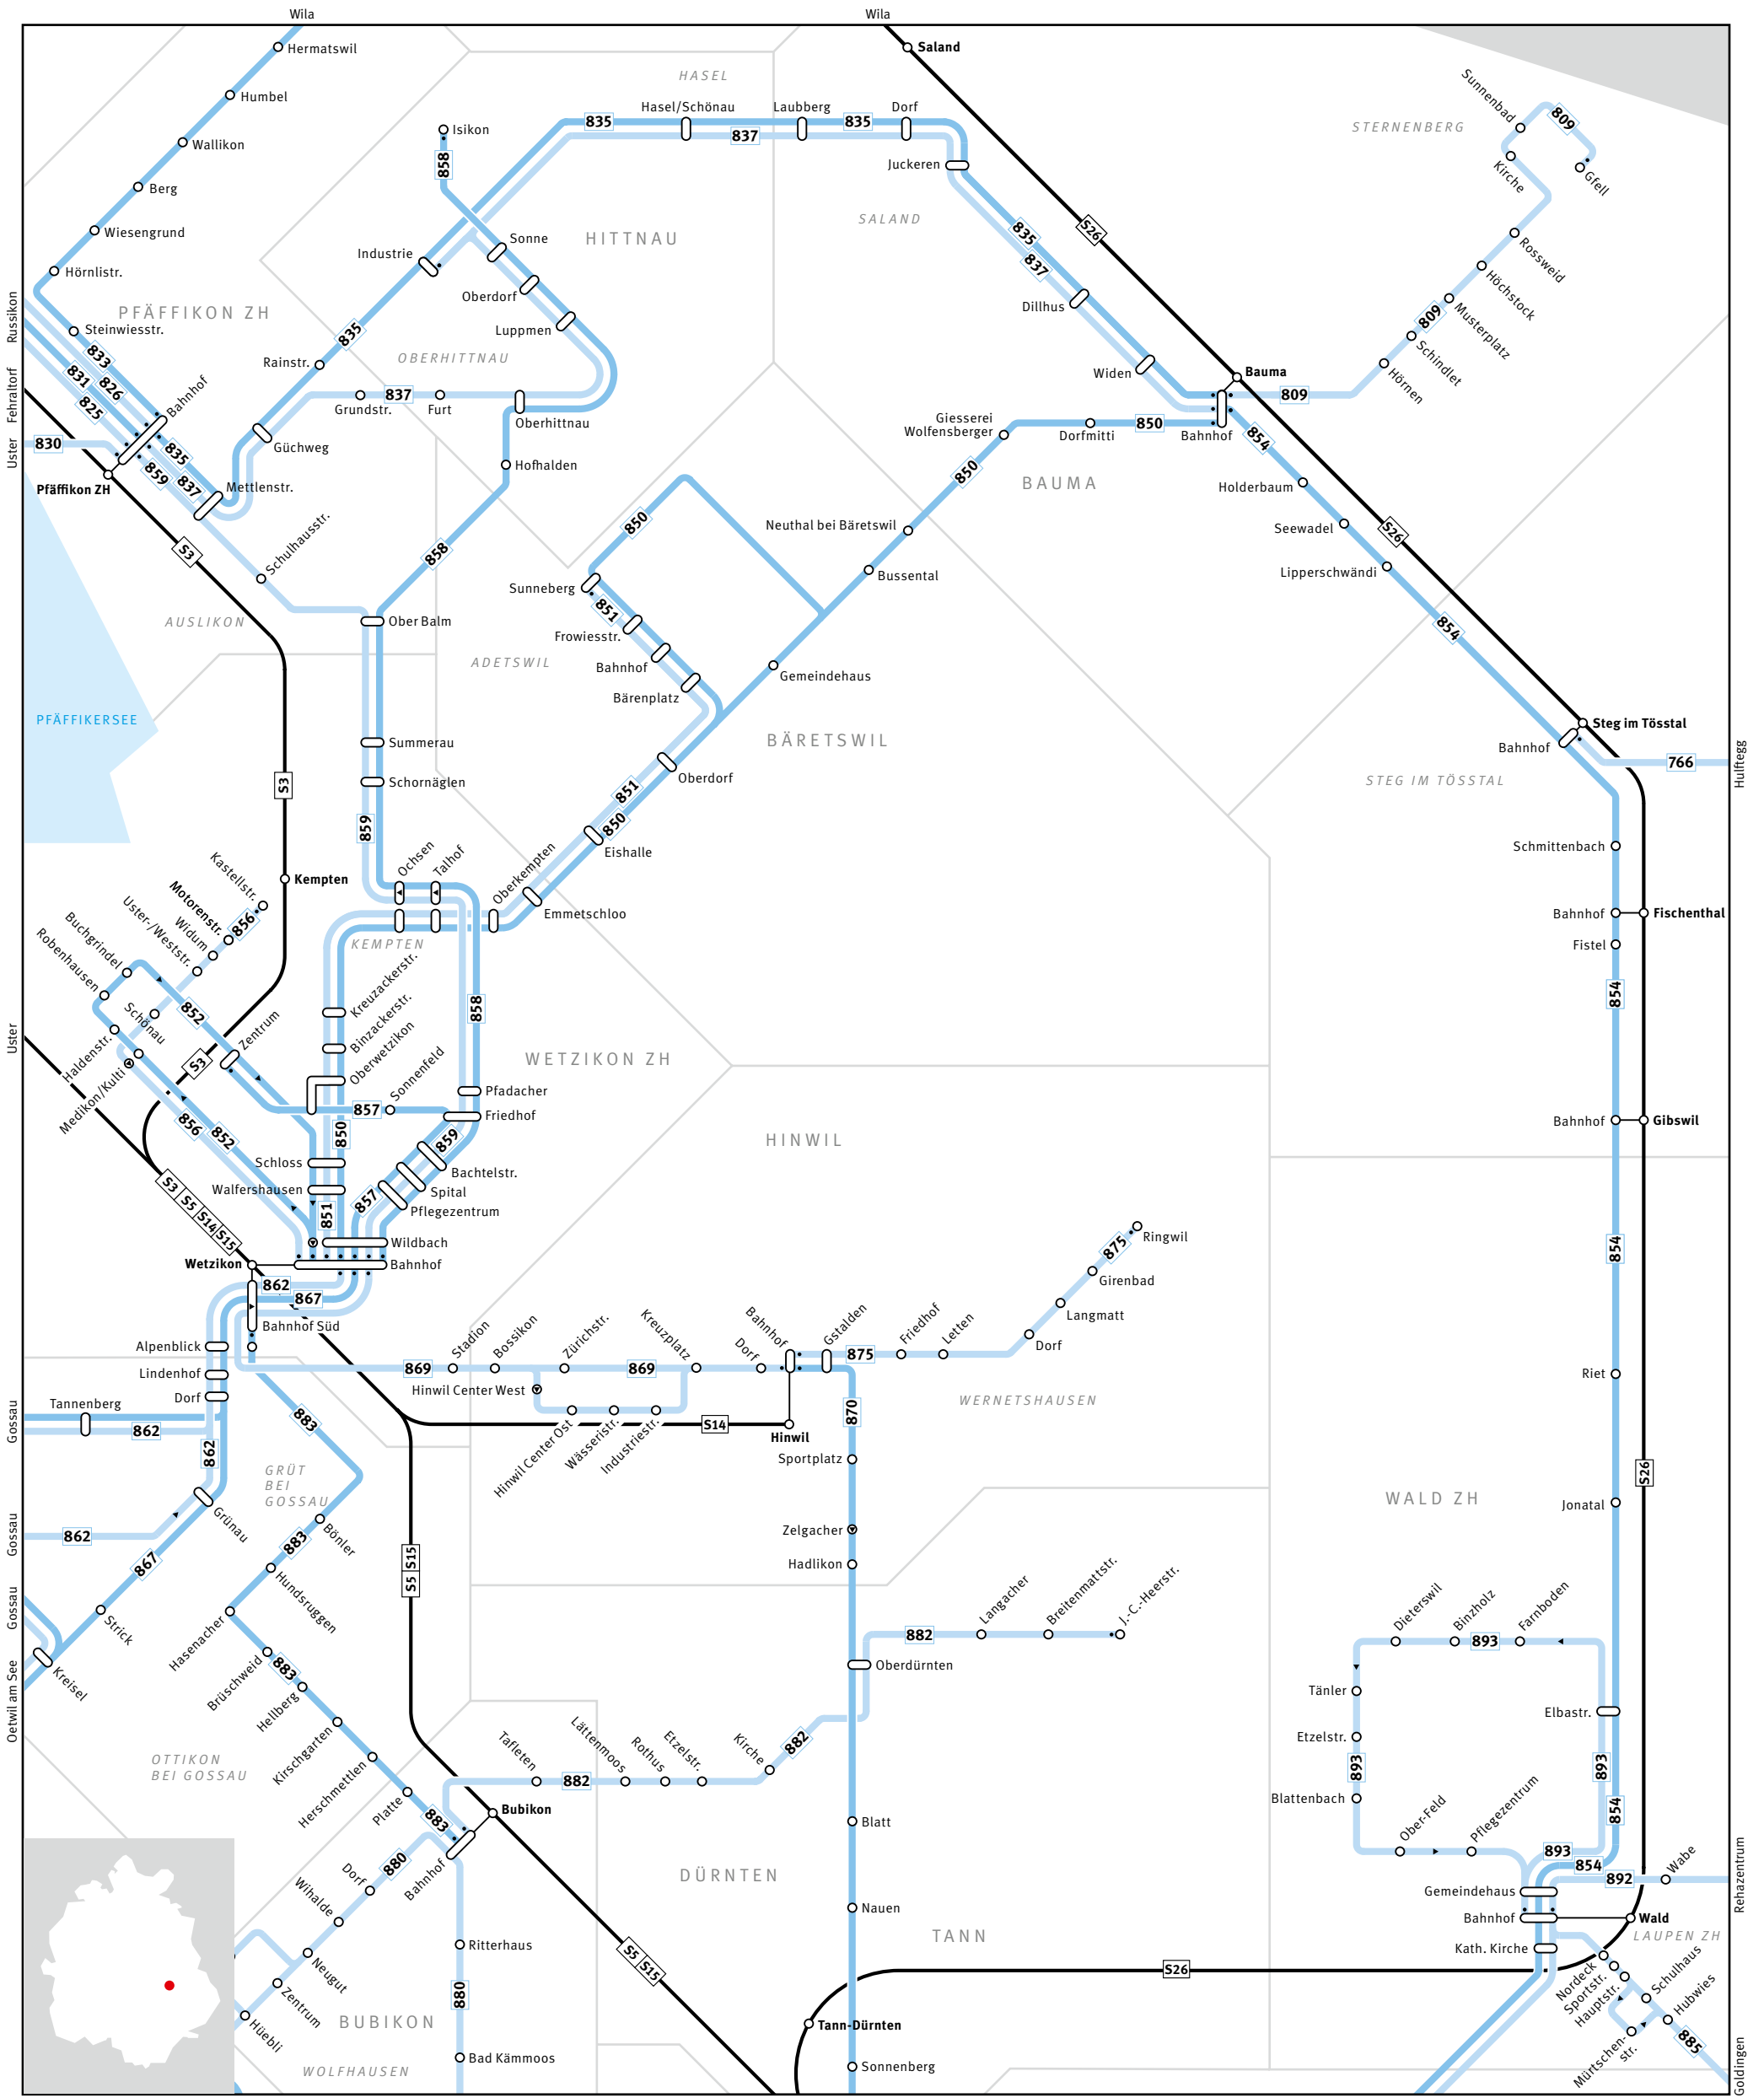 Wila
Wila
Hermatswil
Saland
Humbel
HASEL
Sunnenbad
Hasel/Schönau
Laubberg
Dorf
809
835
835
837
STERNENBERG
Isikon
Wallikon
858
Juckeren
Kirche
Gfell
Berg
SALAND
Wiesengrund
Sonne
HITTNAU
S26
835
Rossweid
Industrie
837
Hörnlistr.
Höchstock
Oberdorf
Dillhus
Musterplatz
Russikon
PFÄFFIKON ZH
809
Steinwiesstr.
Luppmen
835
Schindlet
833
OBERHITTNAU
Rainstr.
Widen
Bauma
Hörnen
831
826
825
Bahnhof
Fehraltorf
837
809
Grundstr.
Furt
Oberhittnau
Giesserei
Wolfensberger
Dorfmitti
850
Bahnhof
854
Uster
830
Güchweg
835
859
837
Hofhalden
850
Mettlenstr.
Pfäffikon ZH
BAUMA
Holderbaum
850
Neuthal bei Bäretswil
Seewadel
S26
S3
Schulhausstr.
858
Bussental
Lipperschwändi
Sunneberg
851
AUSLIKON
Ober Balm
Frowiesstr.
854
ADETSWIL
Bahnhof
Gemeindehaus
Bärenplatz
PFÄFFIKERSEE
Summerau
BÄRETSWIL
Steg im Tösstal
Bahnhof
Oberdorf
766
Hulftegg
S3
Schornäglen
STEG IM TÖSSTAL
851
859
850
Eishalle
Schmittenbach
Ochsen
Talhof
Oberkempten
Kastellstr.
Kempten
Motorenstr.
856
Emmetschloo
Bahnhof
Fischenthal
Uster-/Weststr.
Widum
Buchgrindel
KEMPTEN
Fistel
Robenhausen
Kreuzackerstr.
854
Schönau
852
858
Uster
Binzackerstr.
Zentrum
Haldenstr.
S3
Oberwetzikon
Sonnenfeld
WETZIKON ZH
Medikon/Kulti
Pfadacher
857
Friedhof
Bahnhof
Gibswil
856
852
850
859
HINWIL
Schloss
Bachtelstr.
Walfershausen
Spital
S3
S5
S14
S15
851
857
Pflegezentrum
Ringwil
Wildbach
875
854
Wetzikon
Bahnhof
Girenbad
862
867
Langmatt
Bahnhof Süd
Alpenblick
Stadion
Bossikon
Zürichstr.
Kreuzplatz
Dorf
Bahnhof
Gstalden
875
Friedhof
Letten
Dorf
Lindenhof
869
869
Riet
Dorf
Hinwil Center West
WERNETSHAUSEN
Tannenberg
Gossau
862
883
Hinwil Center Ost
Wässeristr.
Industriestr.
S14
Hinwil
870
862
Sportplatz
GRÜT
BEI
GOSSAU
S26
WALD ZH
Jonatal
Grünau
Gossau
862
Bönler
Zelgacher
883
S5
S15
Hadlikon
867
Hundsruggen
Gossau
Strick
Hasenacher
Langacher
Breitenmattstr.
J.-C.-Heerstr.
Dieterswil
Binzholz
Farnboden
882
893
Oberdürnten
Kreisel
Brüschweid
883
Oetwil am See
Hellberg
Tänler
Elbastr.
Kirschgarten
OTTIKON
BEI GOSSAU
Herschmettlen
Tafleten
Lättenmoos
Rothus
Etzelstr.
Kirche
882
Etzelstr.
893
893
882
Blattenbach
Platte
Bubikon
883
Blatt
854
Ober-Feld
Pflegezentrum
880
Bahnhof
893
854
Dorf
DÜRNTEN
892
Wabe
Rehazentrum
Wihalde
Gemeindehaus
Nauen
Bahnhof
Wald
Ritterhaus
TANN
LAUPEN ZH
Kath. Kirche
Neugut
S5
S15
S26
Nordeck
Sportstr.
Hauptstr.
Schulhaus
Zentrum
880
Hubwies
Hüebli
BUBIKON
Tann-Dürnten
885
Mürtschen-
str.
WOLFHAUSEN
Bad Kämmoos
Sonnenberg
Goldingen